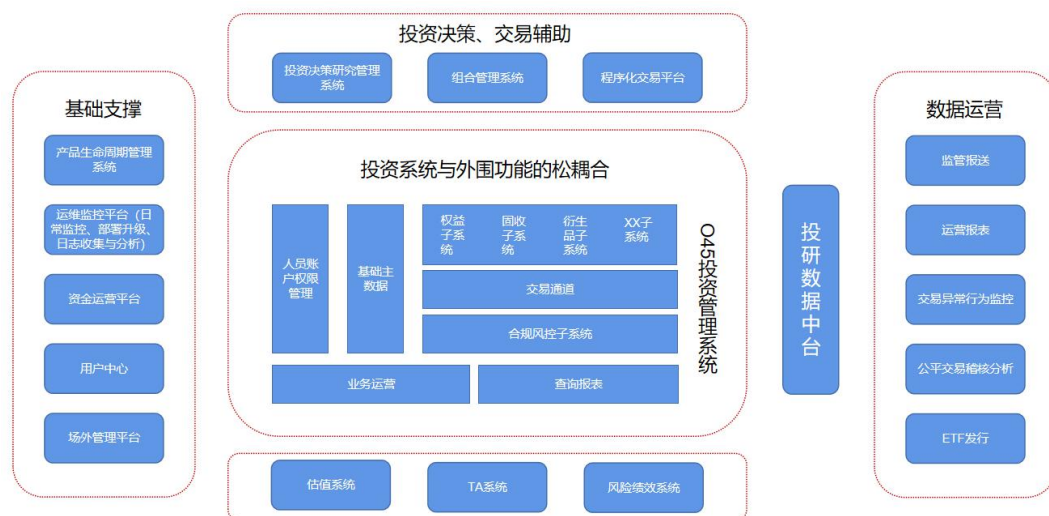 投资决策、交易辅助
投资决策研究管理
系统
组合管理系统
程序化交易平台
基础支撑
产品生命周期管理
系统
运维监控平台（日
常监控、部署升级、
日志收集与分析）
资金运营平台
用户中心
场外管理平台
投资系统与外围功能的松耦合
人员账
户权限
管理
基础主
数据
权益
子系
统
固收
子系
统
衍生
品子
系统
XX子
系统
交易通道
合规风控子系统
业务运营
查询报表
O45投资管理系统
投研数据中台
数据运营
监管报送
运营报表
交易异常行为监控
公平交易稽核分析
ETF发行
估值系统
TA系统
风险绩效系统